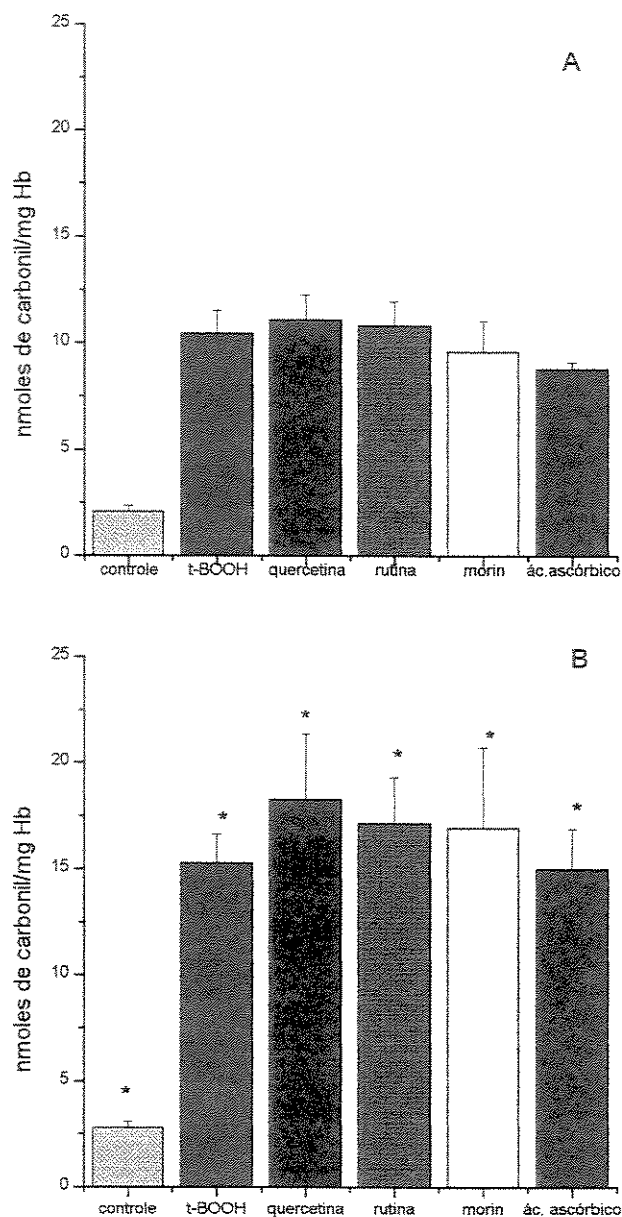 A
nmoles de carbonil/mg Hb
25
20
15
10
5
0
controle t-BOOH quercetina rutina morin ác.ascórbico
B
nmoles de carbonil/mg Hb
25
20
15
10
5
0
* * * * * *
controle t-BOOH quercetina rutina morin ác. ascórbico